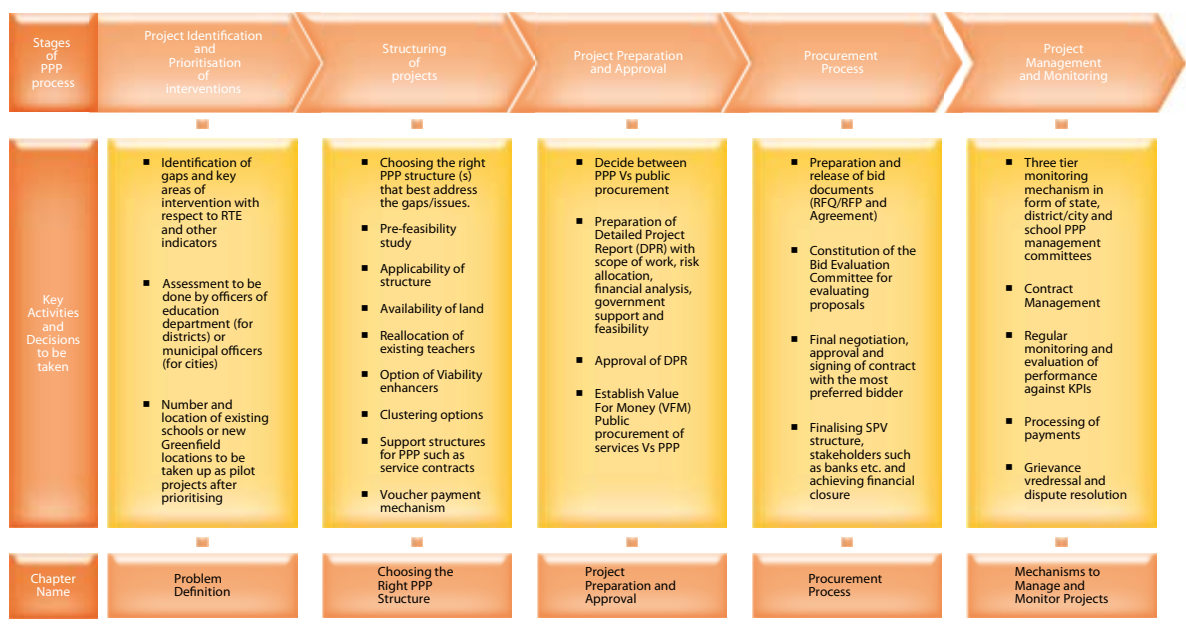 Stages
of
PPP
process
Project Identification
and
Prioritisation
of
interventions
Structuring
of
projects
Project Preparation
and Approval
Procurement
Process
Project
Management
and Monitoring
Key
Activities
and
Decisions
to be
taken
■ Identification of
gaps and key
areas of
intervention with
respect to RTE
and other
indicators
■ Assessment to be
done by officers of
education
department (for
districts) or
municipal officers
(for cities)
■ Number and
location of existing
schools or new
Greenfield
locations to be
taken up as pilot
projects after
prioritising
■ Choosing the right
PPP structure (s)
that best address
the gaps/issues.
■ Pre-feasibility
study
■ Applicability of
structure
■ Availability of land
■ Reallocation of
existing teachers
■ Option of Viability
enhancers
■ Clustering options
■ Support structures
for PPP such as
service contracts
■ Voucher payment
mechanism
■ Decide between
PPP Vs public
procurement
■ Preparation of
Detailed Project
Report (DPR) with
scope of work, risk
allocation,
financial analysis,
government
support and
feasibility
■ Approval of DPR
■ Establish Value
For Money (VFM)
Public
procurement of
services Vs PPP
■ Preparation and
release of bid
documents
(RFQ/RFP and
Agreement)
■ Constitution of the
Bid Evaluation
Committee for
evaluating
proposals
■ Final negotiation,
approval and
signing of contract
with the most
preferred bidder
■ Finalising SPV
structure,
stakeholders such
as banks etc. and
achieving financial
closure
■ Three tier
monitoring
mechanism in
form of state,
district/city and
school PPP
management
committees
■ Contract
Management
■ Regular
monitoring and
evaluation of
performance
against KPIs
■ Processing of
payments
■ Grievance
vredressal and
dispute resolution
Chapter
Name
Problem
Definition
Choosing the
Right PPP
Structure
Project
Preparation and
Approval
Procurement
Process
Mechanisms to
Manage and
Monitor Projects